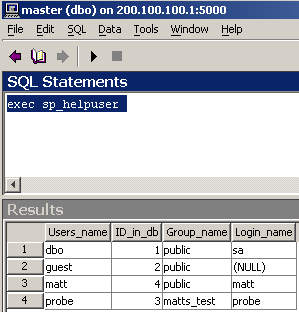 master (dbo) on 200.100.100.1:5000
File Edit SQL Data Tools Window Help
SQL Statements
exec sp_helpuser
Results
Users_name ID_in_db Group_name Login_name
1 dbo 1 public sa
2 guest 2 public (NULL)
3 matt 4 public matt
4 probe 3 matts_test probe